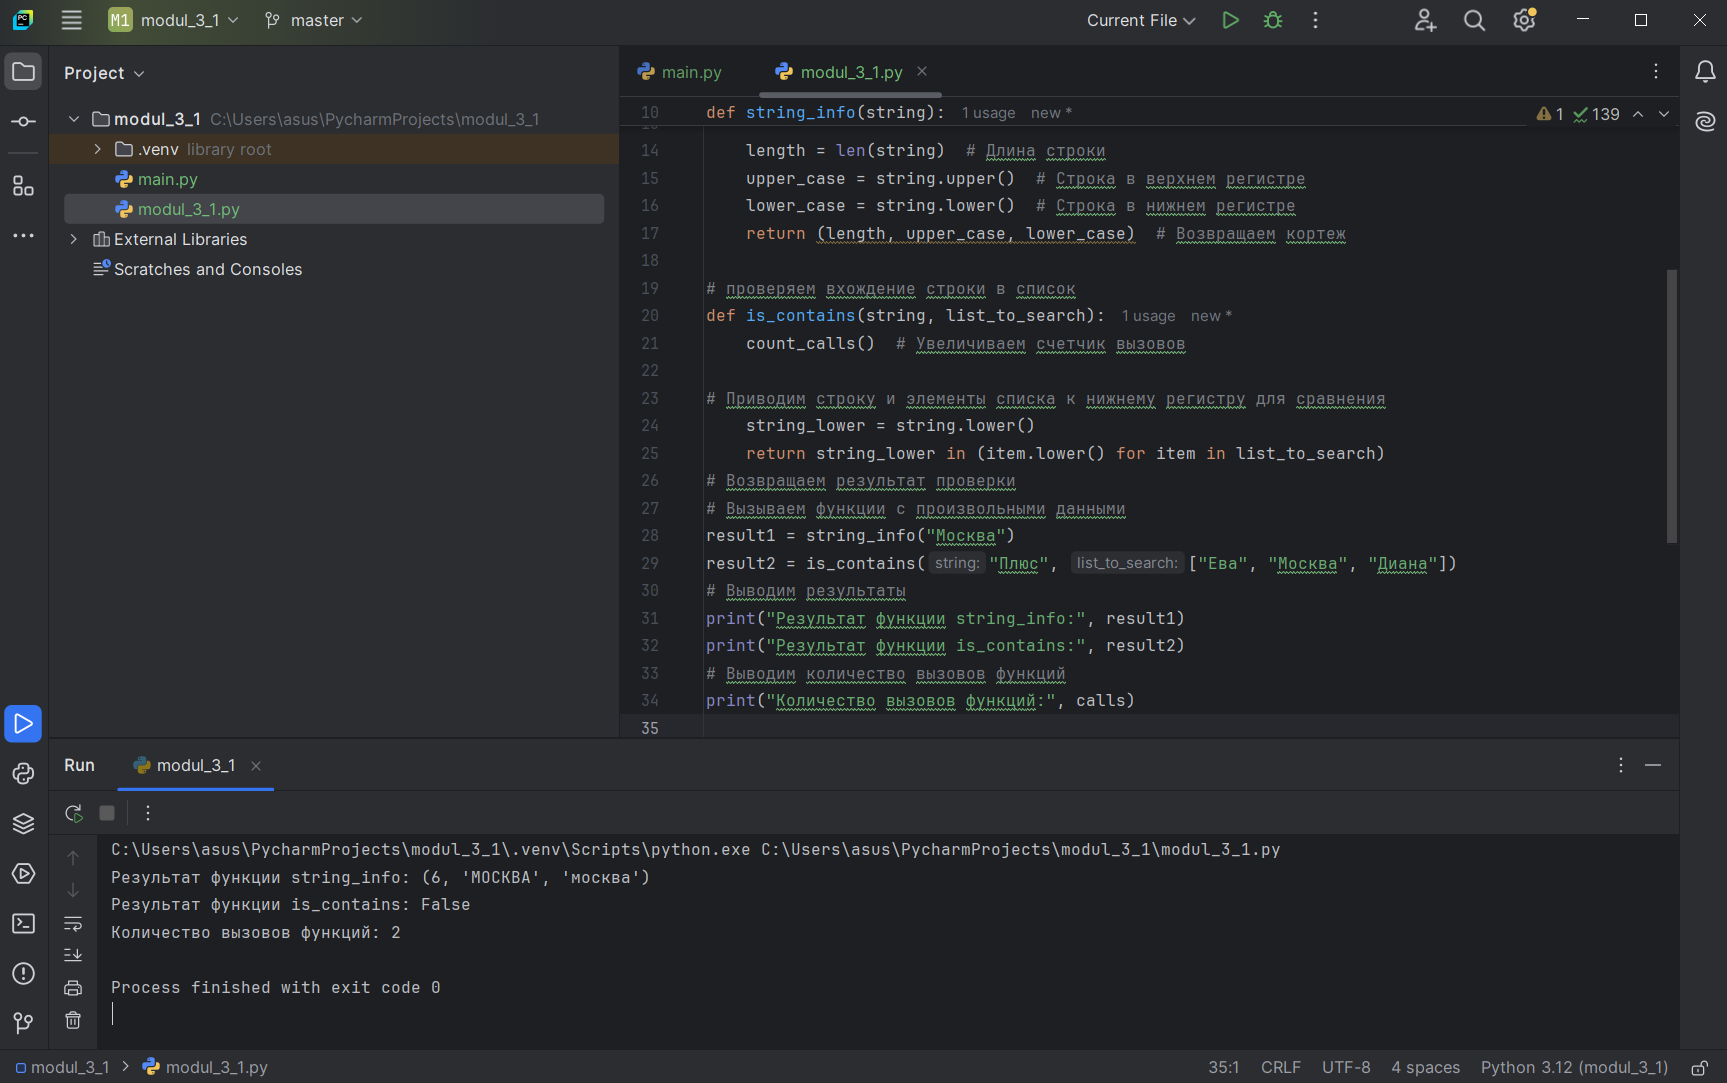 M1 modul_3_1 master Current File
Project
main.py modul_3_1.py
modul_3_1 C:\Users\asus\PycharmProjects\modul_3_1
.venv library root
main.py
modul_3_1.py
External Libraries
Scratches and Consoles
10 def string_info(string): 1 usage new *
1 139
14 length = len(string) # Длина строки
15 upper_case = string.upper() # Строка в верхнем регистре
16 lower_case = string.lower() # Строка в нижнем регистре
17 return (length, upper_case, lower_case) # Возвращаем кортеж
18
19 # проверяем вхождение строки в список
20 def is_contains(string, list_to_search): 1 usage new *
21 count_calls() # Увеличиваем счетчик вызовов
22
23 # Приводим строку и элементы списка к нижнему регистру для сравнения
24 string_lower = string.lower()
25 return string_lower in (item.lower() for item in list_to_search)
26 # Возвращаем результат проверки
27 # Вызываем функции с произвольными данными
28 result1 = string_info("Москва")
29 result2 = is_contains( string: "Плюс", list_to_search: ["Ева", "Москва", "Диана"])
30 # Выводим результаты
31 print("Результат функции string_info:", result1)
32 print("Результат функции is_contains:", result2)
33 # Выводим количество вызовов функций
34 print("Количество вызовов функций:", calls)
35
Run modul_3_1
C:\Users\asus\PycharmProjects\modul_3_1\.venv\Scripts\python.exe C:\Users\asus\PycharmProjects\modul_3_1\modul_3_1.py
Результат функции string_info: (6, 'МОСКВА', 'москва')
Результат функции is_contains: False
Количество вызовов функций: 2
Process finished with exit code 0
modul_3_1 > modul_3_1.py
35:1 CRLF UTF-8 4 spaces Python 3.12 (modul_3_1)